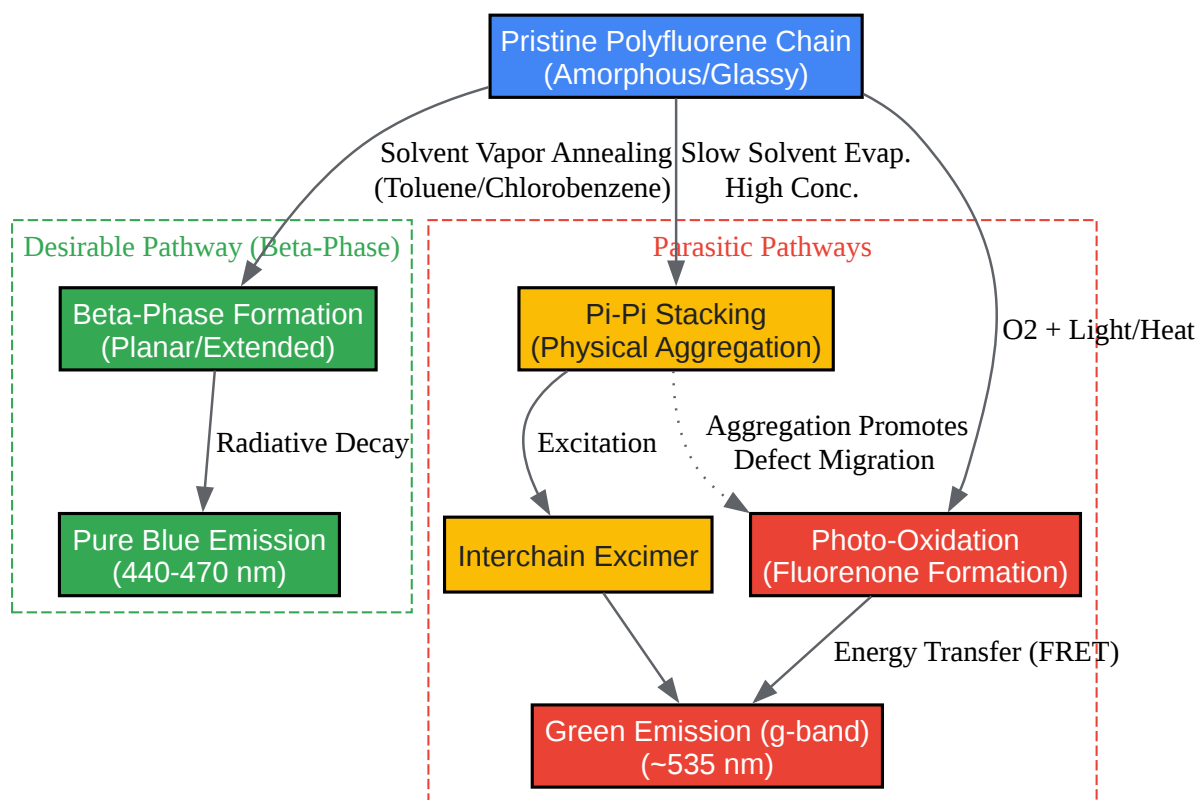 Pristine Polyfluorene Chain
(Amorphous/Glassy)
Solvent Vapor Annealing
(Toluene/Chlorobenzene)
Slow Solvent Evap.
High Conc.
Desirable Pathway (Beta-Phase)
Parasitic Pathways
Beta-Phase Formation
(Planar/Extended)
Pi-Pi Stacking
(Physical Aggregation)
O2 + Light/Heat
Radiative Decay
Excitation
Aggregation Promotes
Defect Migration
Pure Blue Emission
(440-470 nm)
Interchain Excimer
Photo-Oxidation
(Fluorenone Formation)
Energy Transfer (FRET)
Green Emission (g-band)
(~535 nm)